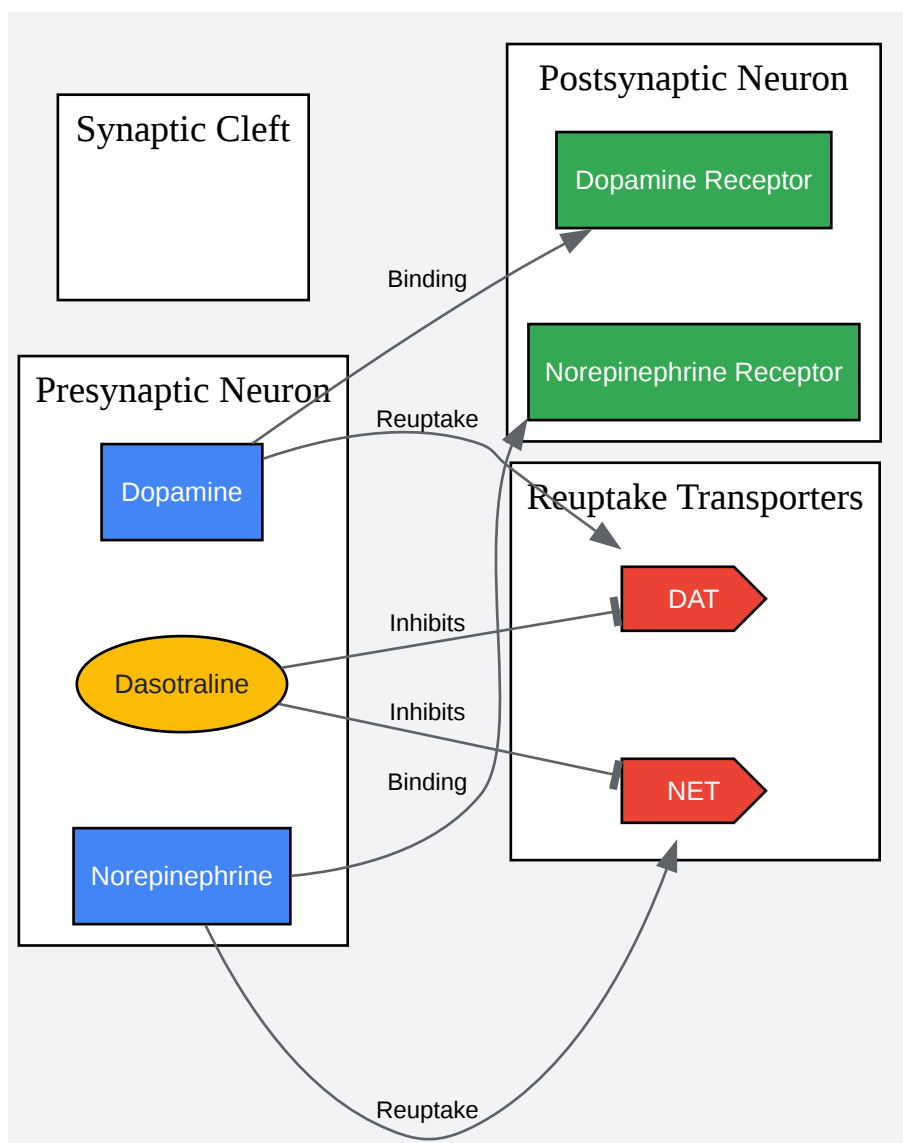 Synaptic Cleft
Postsynaptic Neuron
Dopamine Receptor
Norepinephrine Receptor
Binding
Presynaptic Neuron
Dopamine
Dasotraline
Norepinephrine
Reuptake
Reuptake Transporters
DAT
NET
Inhibits
Inhibits
Binding
Reuptake